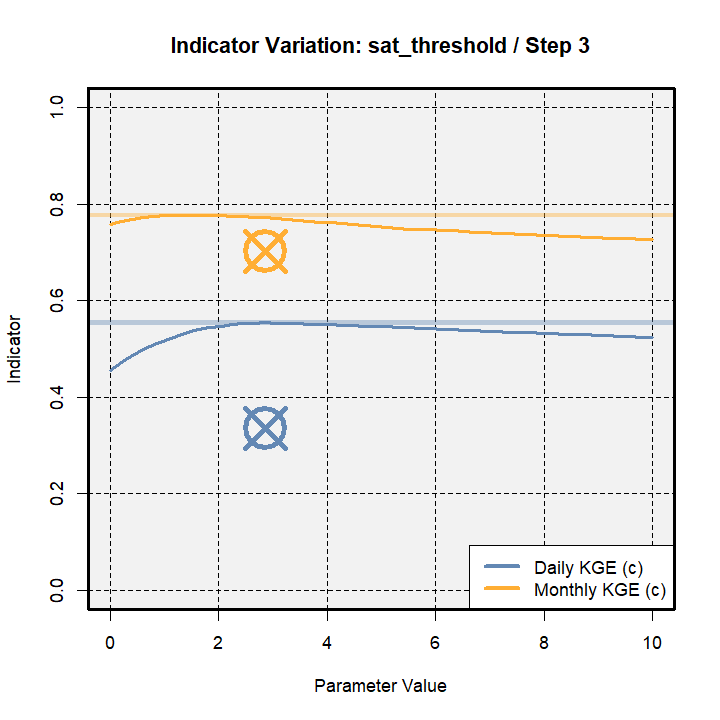 Indicator Variation: sat_threshold / Step 3
Indicator
1.0
0.8
0.6
0.4
0.2
0.0
0 2 4 6 8 10
Parameter Value
Daily KGE (c)
Monthly KGE (c)